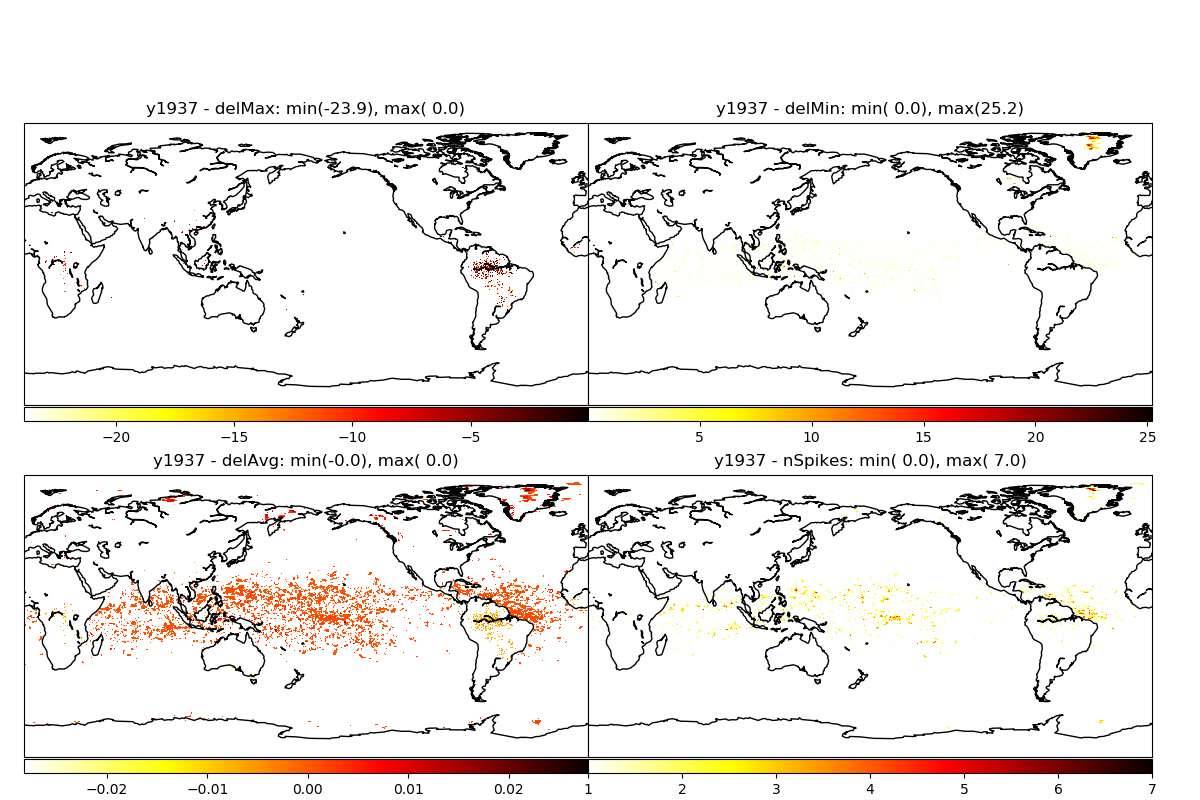 y1937 - delMax: min(-23.9), max( 0.0)
y1937 - delMin: min( 0.0), max(25.2)
−20 −15 −10 −5
5 10 15 20 25
y1937 - delAvg: min(-0.0), max( 0.0)
y1937 - nSpikes: min( 0.0), max( 7.0)
−0.02 −0.01 0.00 0.01 0.02
1 2 3 4 5 6 7